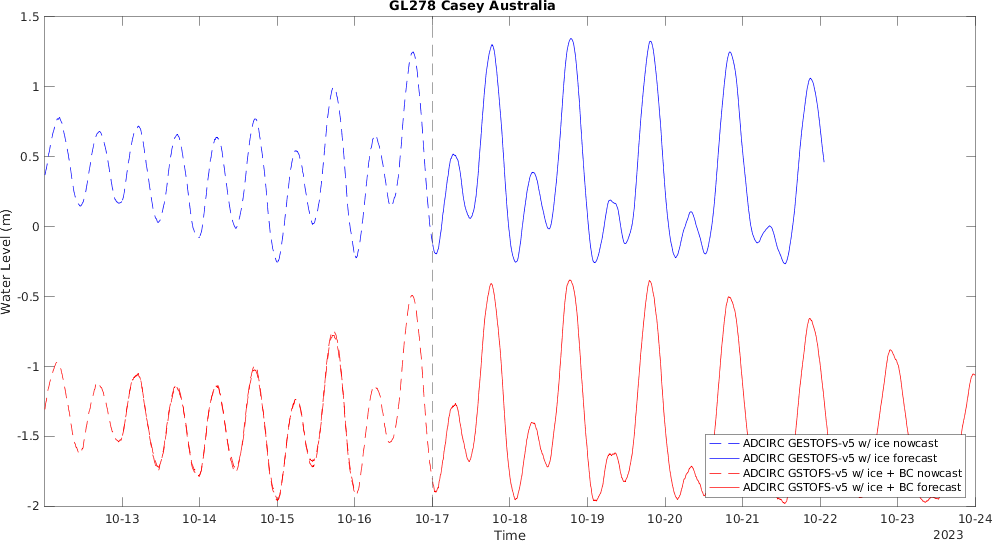 GL278 Casey Australia
1.5
1
0.5
0
-0.5
-1
-1.5
-2
Water Level (m)
ADCIRC GESTOFS-v5 w/ ice nowcast
ADCIRC GESTOFS-v5 w/ ice forecast
ADCIRC GSTOFS-v5 w/ ice + BC nowcast
ADCIRC GSTOFS-v5 w/ ice + BC forecast
10-13 10-14 10-15 10-16 10-17 10-18 10-19 10-20 10-21 10-22 10-23 10-24
Time
2023